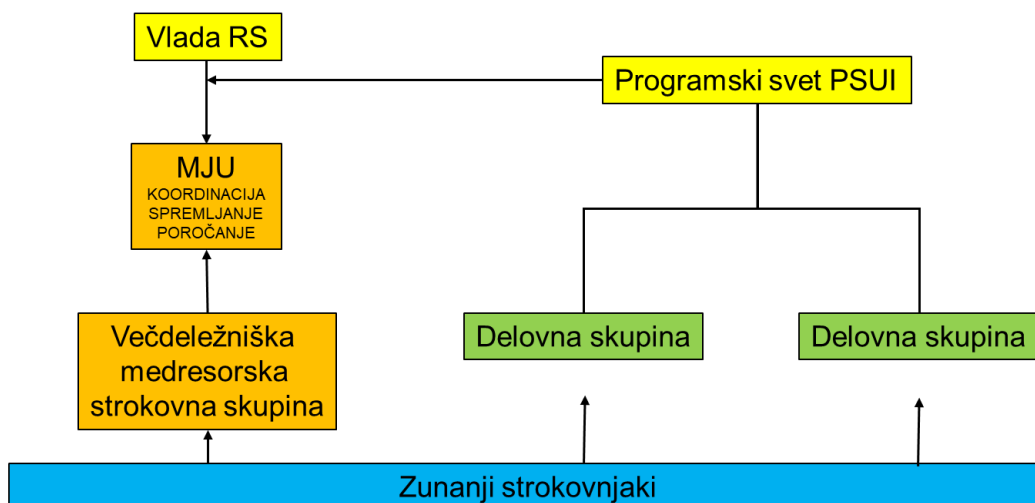 Vlada RS
Programski svet PSUI
MJU
KOORDINACIJA
SPREMLJANJE
POROČANJE
Večdeležniška
medresorska
strokovna skupina
Delovna skupina
Delovna skupina
Zunanji strokovnjaki